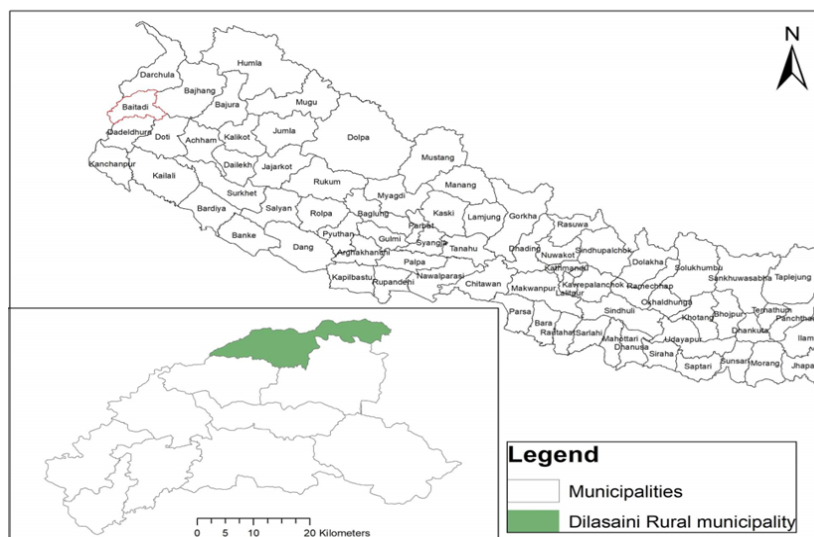 N
Humla
Darchula
Bajhang
Bajura
Mugu
Baitadi
Dadeldhura
Doti
Achham
Kalikot
Jumla
Dolpa
Mustang
Kanchanpur
Kailali
Dailekh
Jajarkot
Rukum
Manang
Surkhet
Salyan
Myagdi
Bardiya
Rolpa
Baglung
Kaski
Lamjung
Gorkha
Rasuwa
Banke
Pyuthan
Gulmi
Parbat
Syangja
Tanahu
Dhading
Nuwakot
Sindhupalchok
Dang
Arghakhanchi
Palpa
Kathmandu
Dolakha
Solukhumbu
Sankhuwasabha
Taplejung
Kapilbastu
Rupandehi
Nawalparasi
Chitawan
Makwanpur
Lalitpur
Kavrepalanchok
Ramechhap
Okhaldhunga
Parsa
Bara
Rautahat
Sarlahi
Sindhuli
Khotang
Bhojpur
Terhathum
Panchthar
Mahottari
Dhanusa
Udayapur
Dhankuta
Ilam
Siraha
Saptari
Sunsari
Morang
Jhapa
Legend
Municipalities
Dilasaini Rural municipality
0 5 10 20 Kilometers